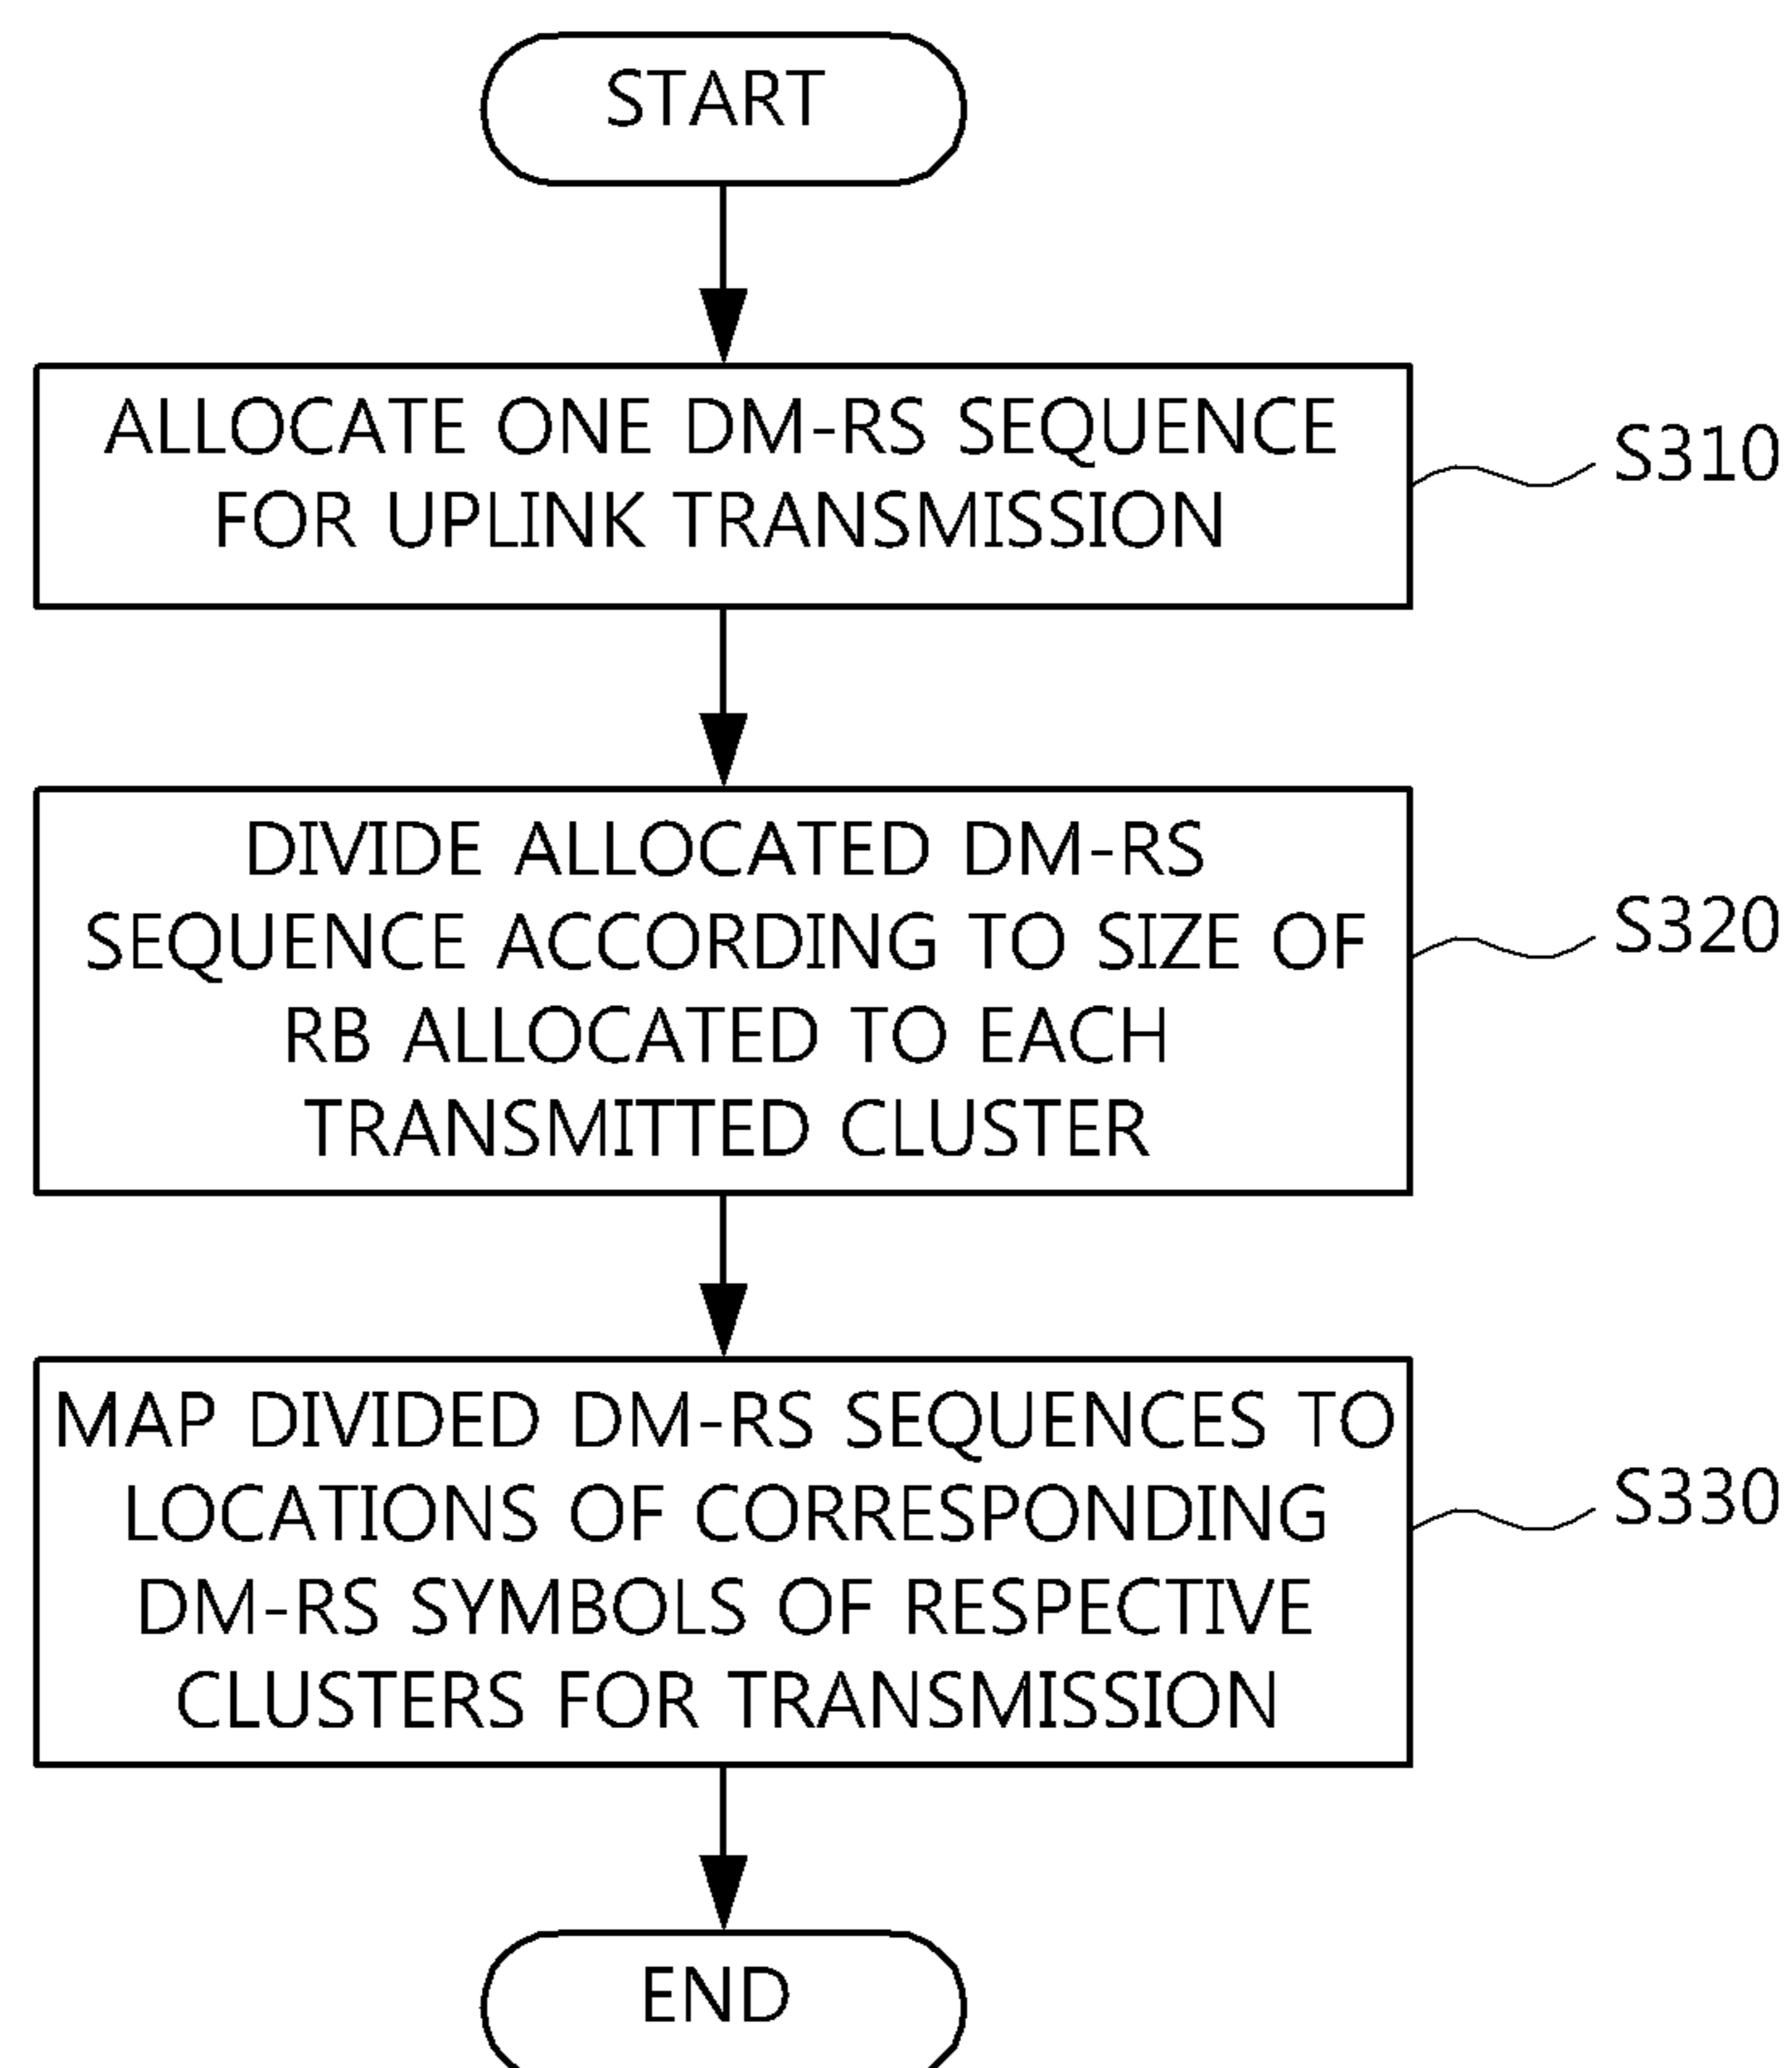 START
ALLOCATE ONE DM-RS SEQUENCE
FOR UPLINK TRANSMISSION
S310
DIVIDE ALLOCATED DM-RS
SEQUENCE ACCORDING TO SIZE OF
RB ALLOCATED TO EACH
TRANSMITTED CLUSTER
S320
MAP DIVIDED DM-RS SEQUENCES TO
LOCATIONS OF CORRESPONDING
DM-RS SYMBOLS OF RESPECTIVE
CLUSTERS FOR TRANSMISSION
S330
END